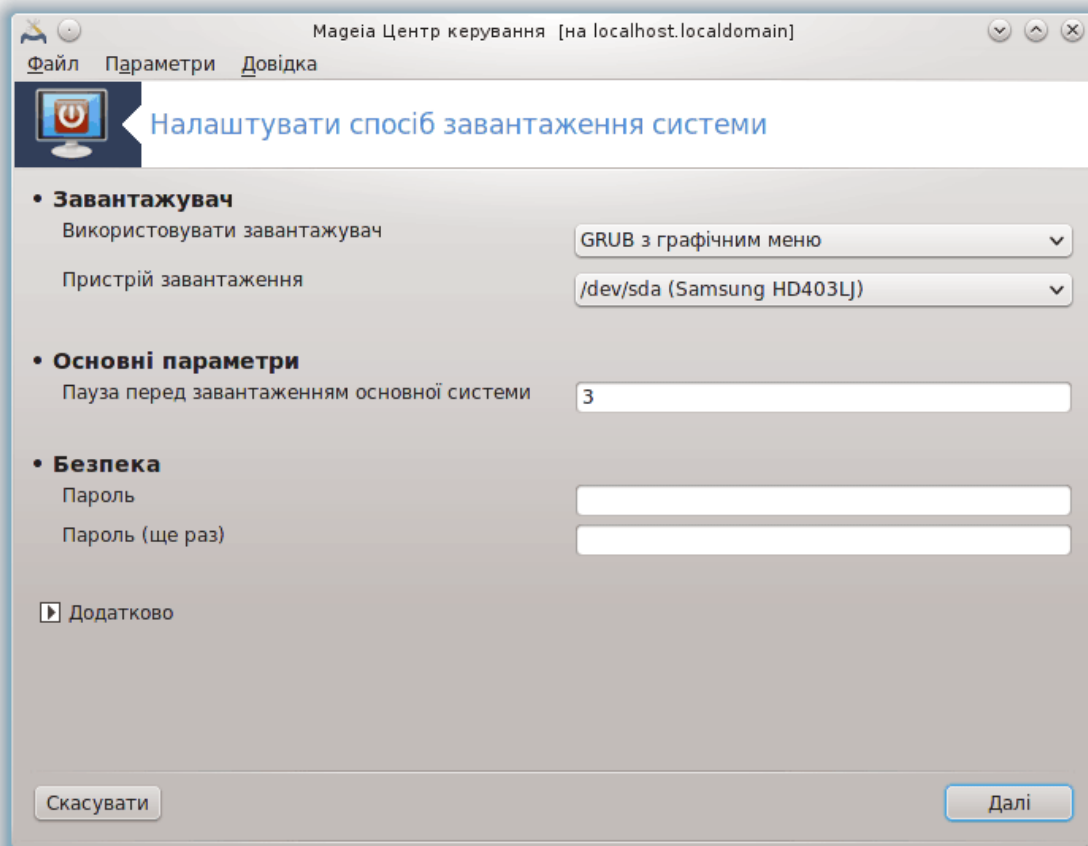 Mageia Центр керування [на localhost.localdomain]
Файл Параметри Довідка
Налаштувати спосіб завантаження системи
• Завантажувач
Використовувати завантажувач GRUB з графічним меню
Пристрій завантаження /dev/sda (Samsung HD403LJ)
• Основні параметри
Пауза перед завантаженням основної системи 3
• Безпека
Пароль
Пароль (ще раз)
Додатково
Скасувати Далі